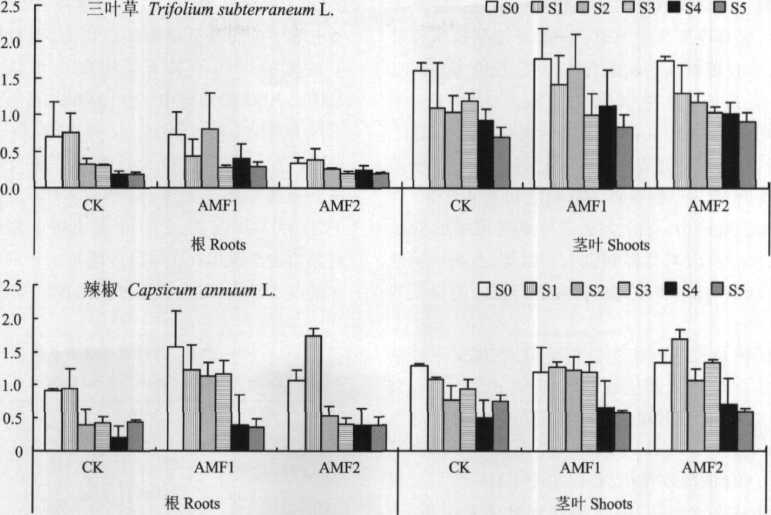 2.5
三叶草 Trifolium subterraneum L.
S0 S1 S2 S3 S4 S5
2.0
1.5
1.0
0.5
0.0
CK AMF1 AMF2 CK AMF1 AMF2
根 Roots 茎叶 Shoots
辣椒 Capsicum annuum L.
S0 S1 S2 S3 S4 S5
2.5
2.0
1.5
1.0
0.5
0
CK AMF1 AMF2 CK AMF1 AMF2
根 Roots 茎叶 Shoots